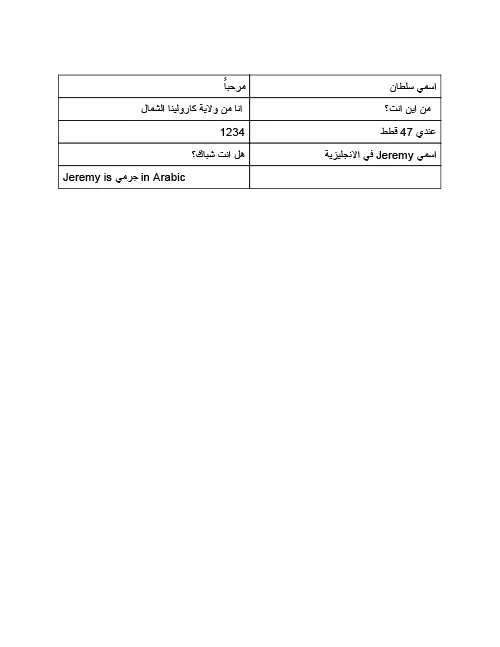 اسمي سلطان
مرحباً
من اين انت؟
انا من ولاية كارولينا الشمال
عندي 47 قطط
1234
اسمي Jeremy في الانجليزية
هل انت شباك؟
Jeremy is جرمي in Arabic